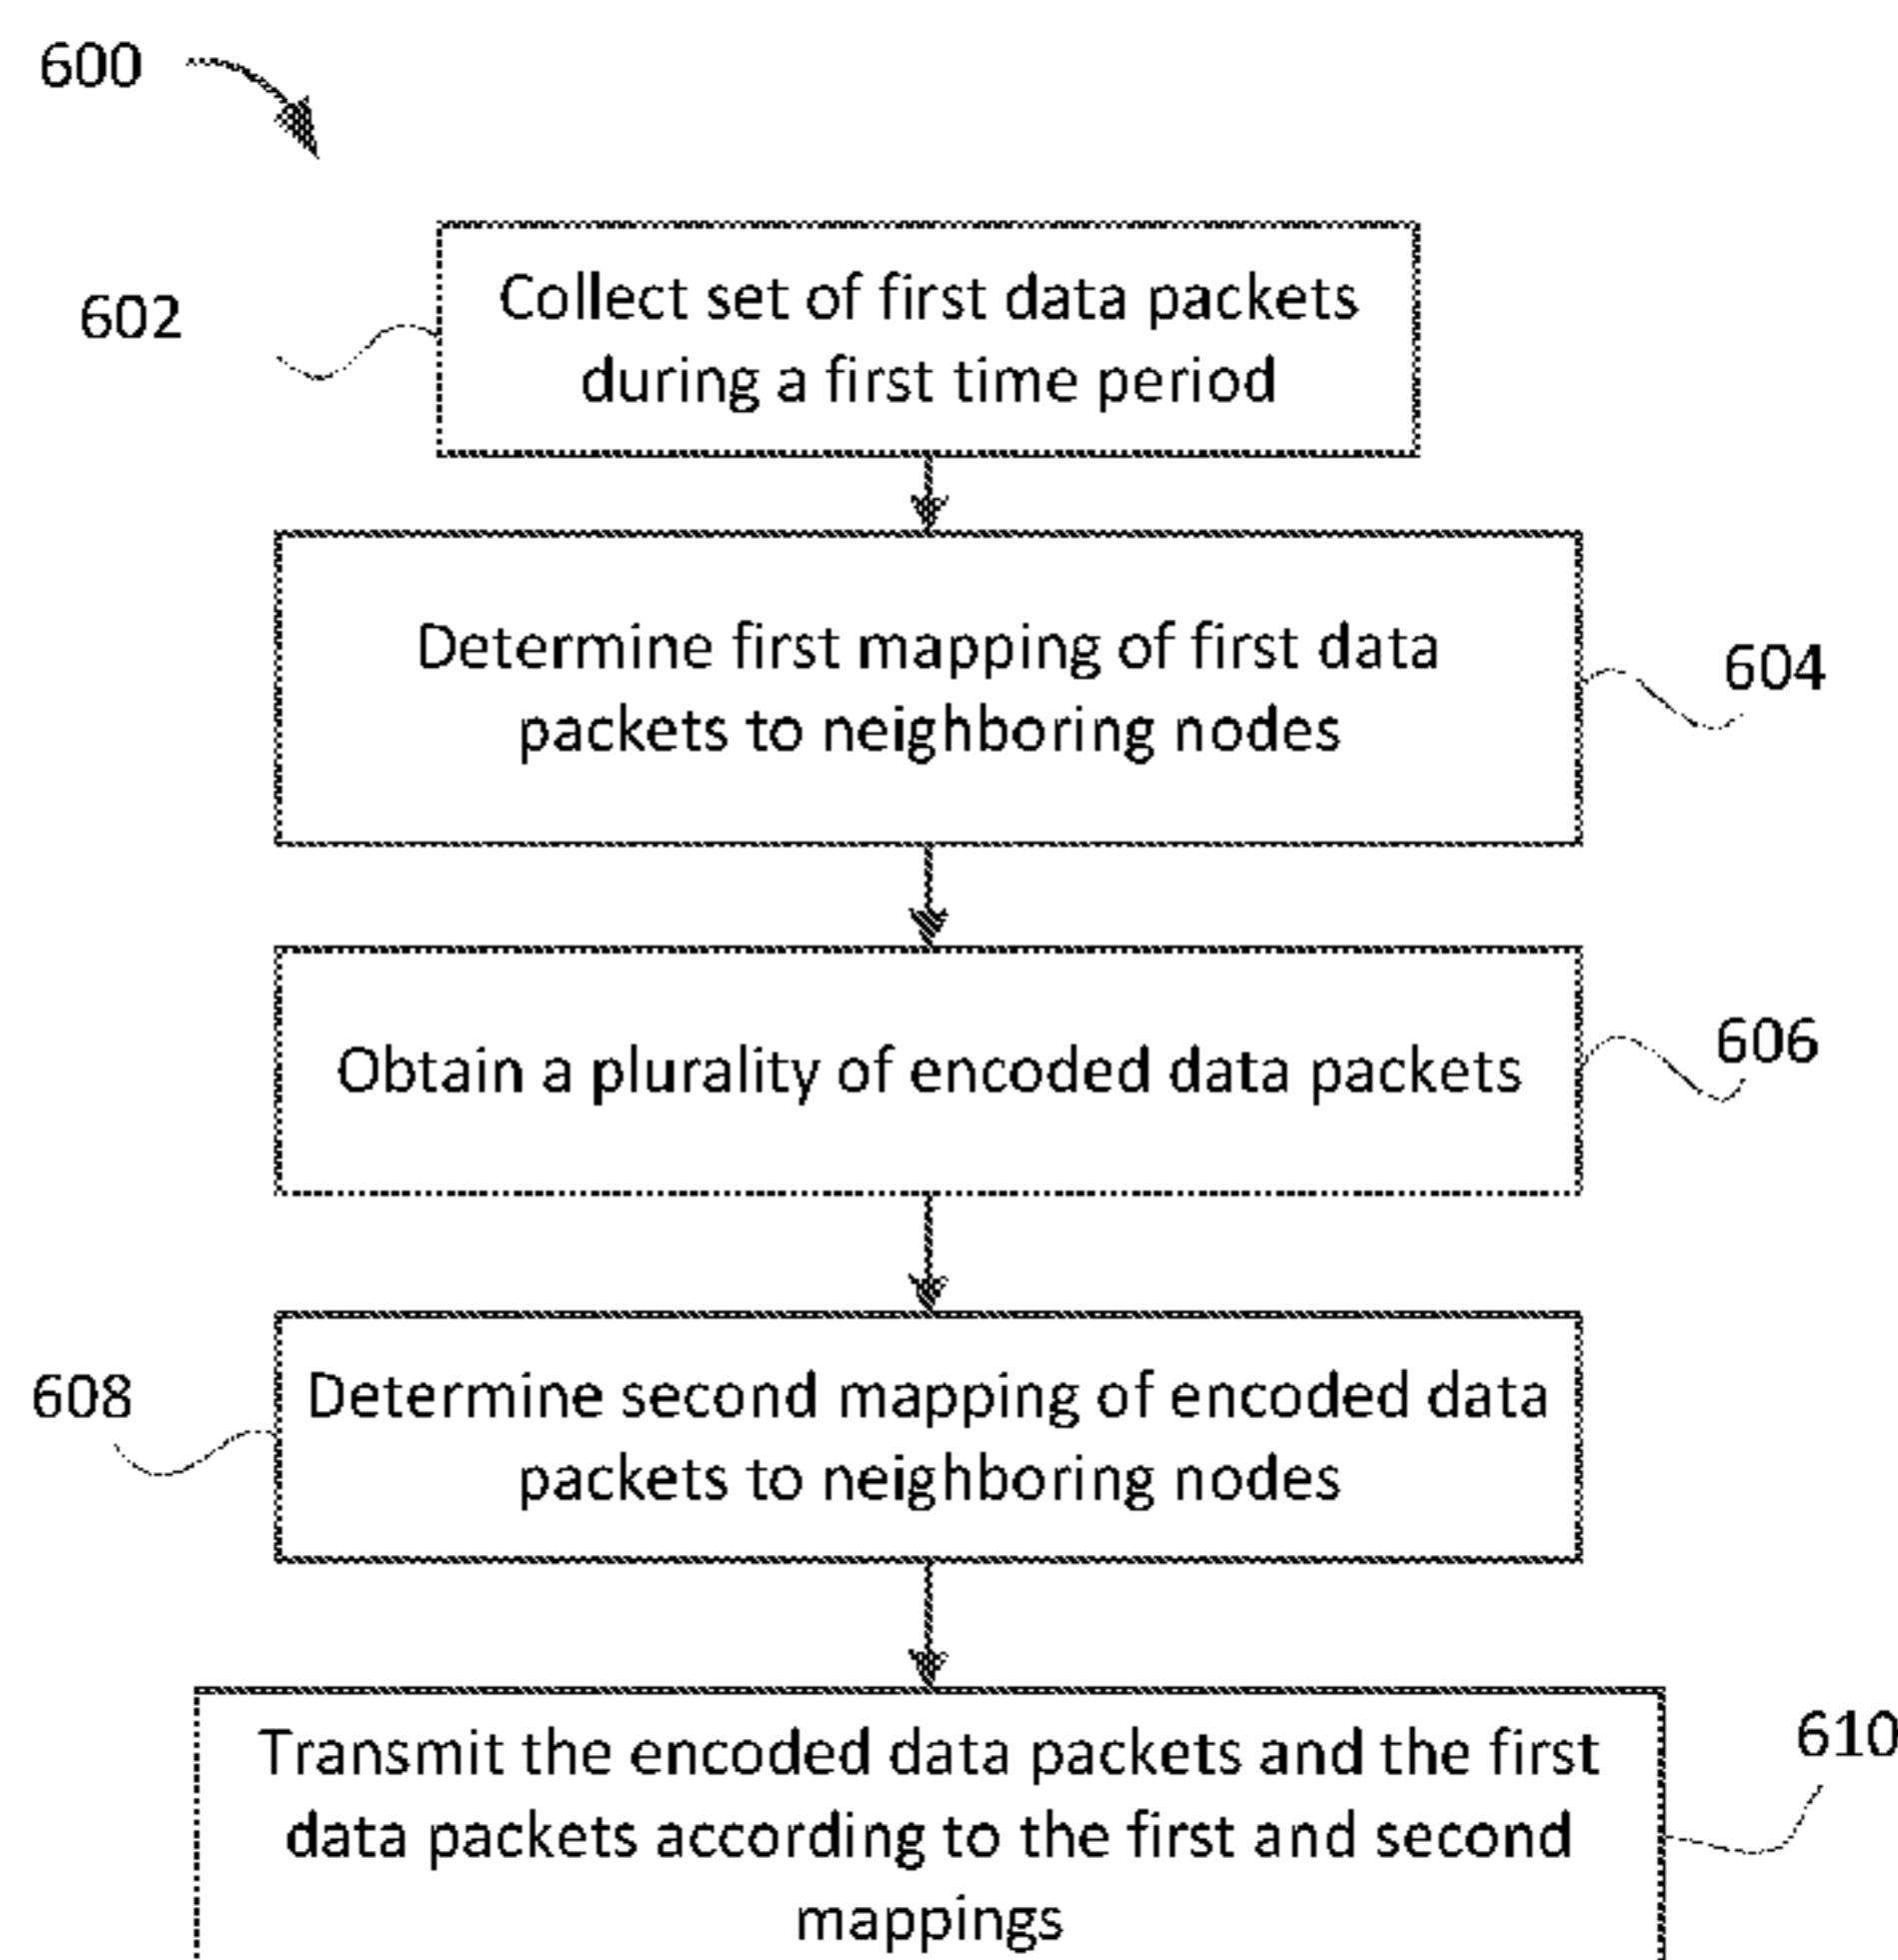 600
602
Collect set of first data packets
during a first time period
Determine first mapping of first data
packets to neighboring nodes
604
Obtain a plurality of encoded data packets
606
608
Determine second mapping of encoded data
packets to neighboring nodes
Transmit the encoded data packets and the first
data packets according to the first and second
mappings
610